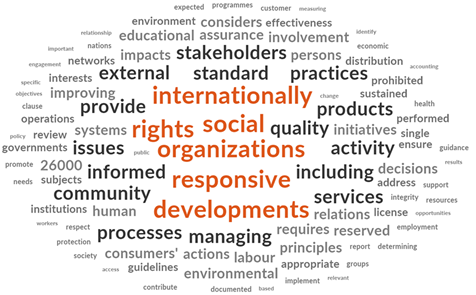 expected programmes customer measuring
environment considers effectiveness
relationship educational assurance involvement identify
important nations impacts stakeholders persons economic
engagement networks external standard practices distribution accounting
specific interests prohibited
objectives improving internationally change sustained
clause provide products health
operations rights social quality initiatives performed
policy review systems single
governments issues public organizations activity ensure guidance
promote 26000 informed including decisions results
needs subjects responsive address support
community services integrity
institutions human developments relations license resources opportunities
workers respect processes managing requires reserved employment
protection principles report determining
society consumers' actions labour
access guidelines environmental appropriate groups
implement relevant
contribute documented based